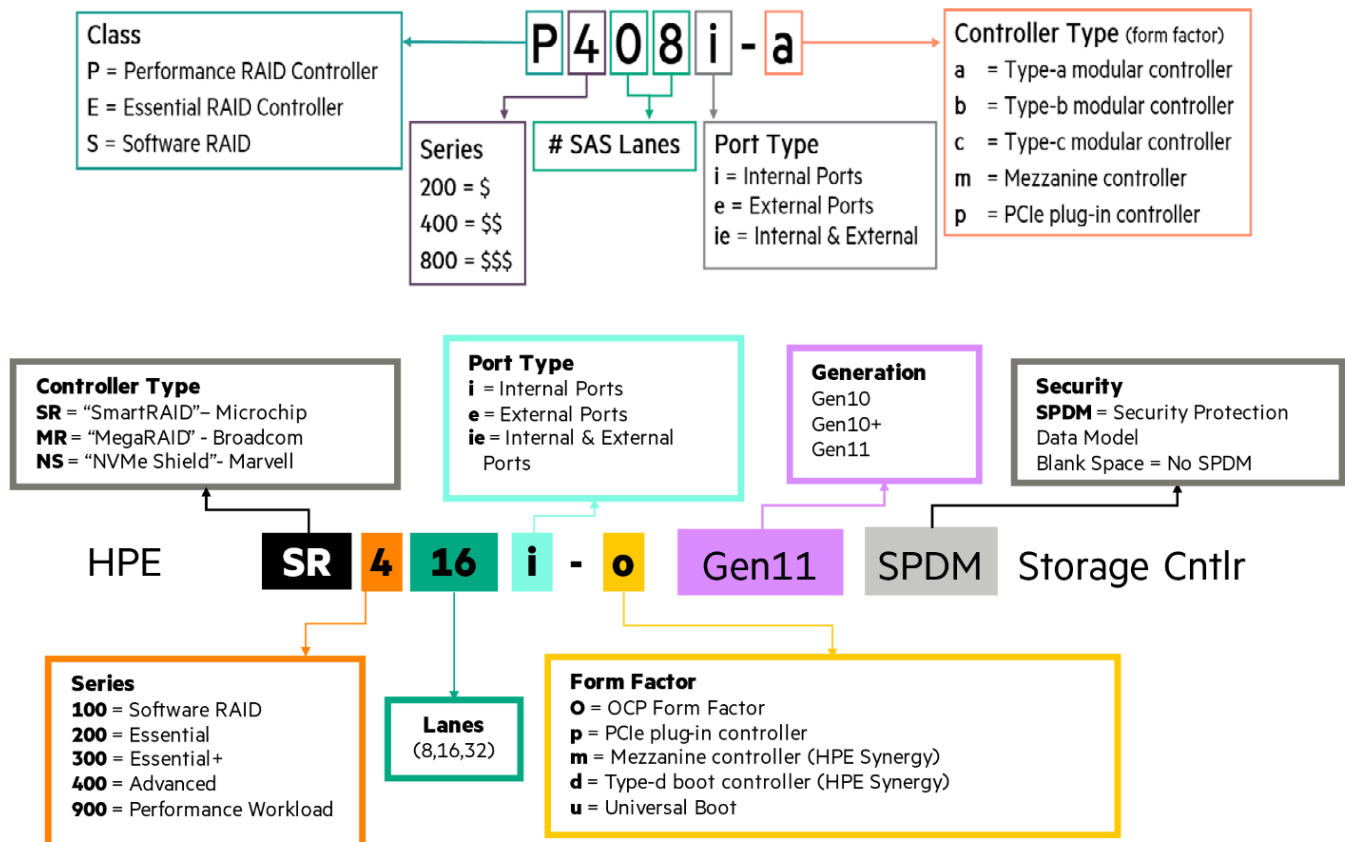 P408i-a
Class
P = Performance RAID Controller
E = Essential RAID Controller
S = Software RAID
Series
200 = $
400 = $$
800 = $$$
# SAS Lanes
Port Type
i = Internal Ports
e = External Ports
ie = Internal & External
Controller Type (form factor)
a = Type-a modular controller
b = Type-b modular controller
c = Type-c modular controller
m = Mezzanine controller
p = PCIe plug-in controller
Controller Type
SR = “SmartRAID”– Microchip
MR = “MegaRAID” - Broadcom
NS = “NVMe Shield”- Marvell
Port Type
i = Internal Ports
e = External Ports
ie = Internal & External
Ports
Generation
Gen10
Gen10+
Gen11
Security
SPDM = Security Protection
Data Model
Blank Space = No SPDM
HPE SR 4 16 i - o Gen11 SPDM Storage Cntlr
Series
100 = Software RAID
200 = Essential
300 = Essential+
400 = Advanced
900 = Performance Workload
Lanes
(8,16,32)
Form Factor
O = OCP Form Factor
p = PCIe plug-in controller
m = Mezzanine controller (HPE Synergy)
d = Type-d boot controller (HPE Synergy)
u = Universal Boot